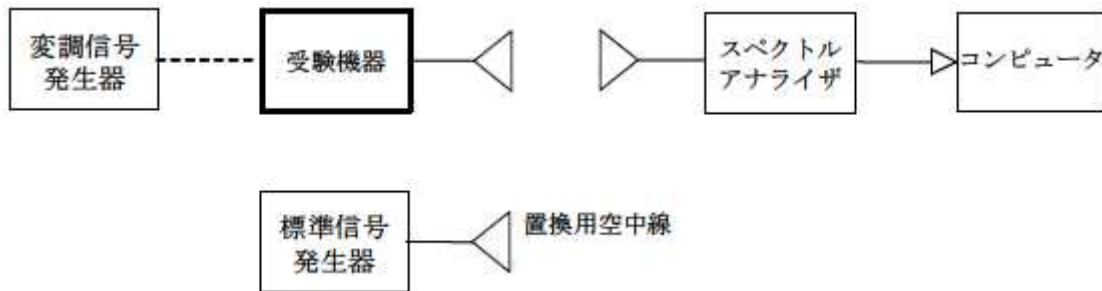 変調信号
発生器
受験機器
スペクトル
アナライザ
コンピュータ
標準信号
発生器
置換用空中線